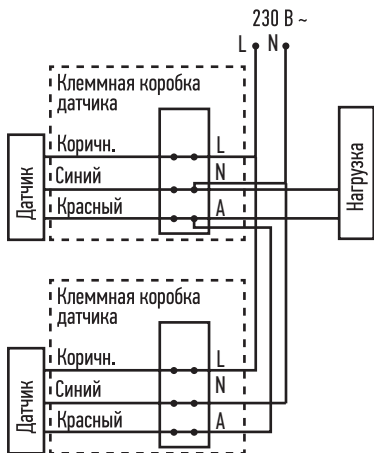 230 В ~
L N
Клеммная коробка
датчика
Коричн.
Синий
Красный
L
N
A
Датчик
Нагрузка
Клеммная коробка
датчика
Коричн.
Синий
Красный
L
N
A
Датчик